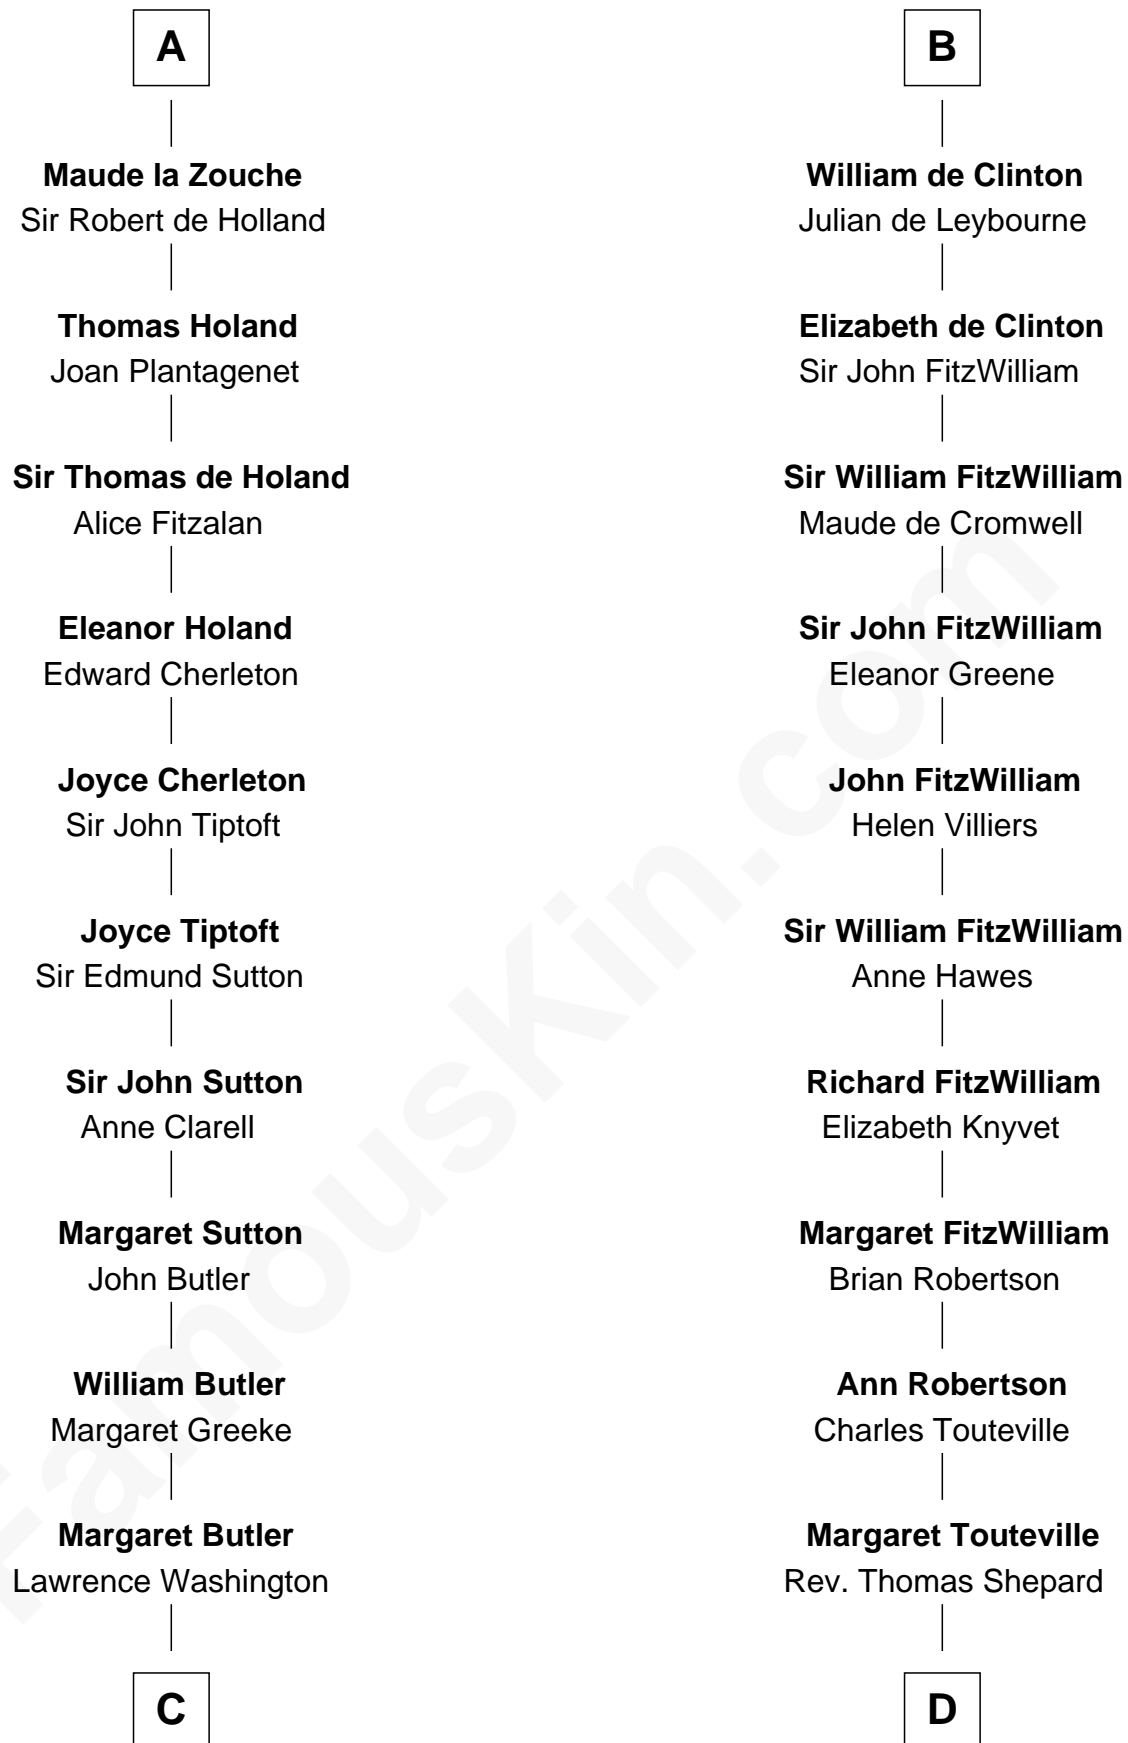 A
Maude la Zouche
Sir Robert de Holland
Thomas Holand
Joan Plantagenet
Sir Thomas de Holand
Alice Fitzalan
Eleanor Holand
Edward Cherleton
Joyce Cherleton
Sir John Tiptoft
Joyce Tiptoft
Sir Edmund Sutton
Sir John Sutton
Anne Clarell
Margaret Sutton
John Butler
William Butler
Margaret Greeke
Margaret Butler
Lawrence Washington
C
B
William de Clinton
Julian de Leybourne
Elizabeth de Clinton
Sir John FitzWilliam
Sir William FitzWilliam
Maude de Cromwell
Sir John FitzWilliam
Eleanor Greene
John FitzWilliam
Helen Villiers
Sir William FitzWilliam
Anne Hawes
Richard FitzWilliam
Elizabeth Knyvet
Margaret FitzWilliam
Brian Robertson
Ann Robertson
Charles Touteville
Margaret Touteville
Rev. Thomas Shepard
D
FamousKin.com